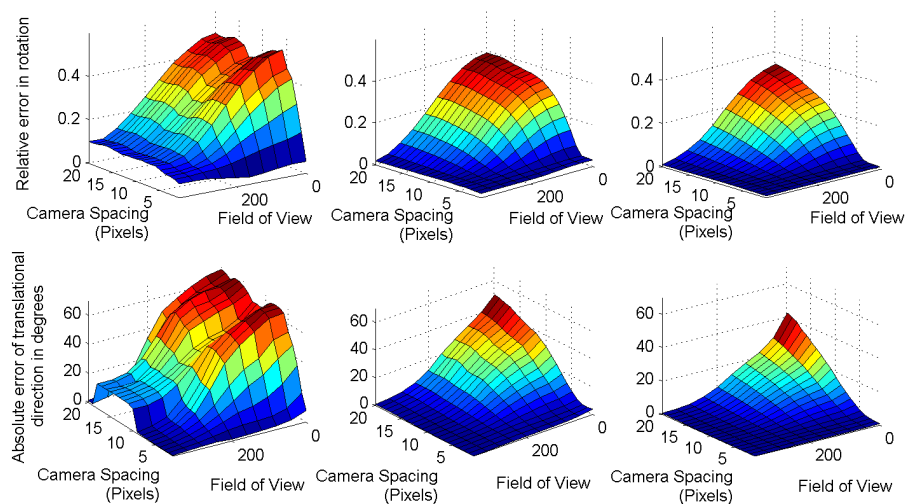 Relative error in rotation
0.4
0.2
0
20
15
10
5
Camera Spacing
(Pixels)
200
0
Field of View
0.4
0.2
0
20
15
10
5
Camera Spacing
(Pixels)
200
0
Field of View
0.4
0.2
0
20
15
10
5
Camera Spacing
(Pixels)
200
0
Field of View
Absolute error of translational
direction in degrees
60
40
20
0
20
15
10
5
Camera Spacing
(Pixels)
200
0
Field of View
60
40
20
0
20
15
10
5
Camera Spacing
(Pixels)
200
0
Field of View
60
40
20
0
20
15
10
5
Camera Spacing
(Pixels)
200
0
Field of View